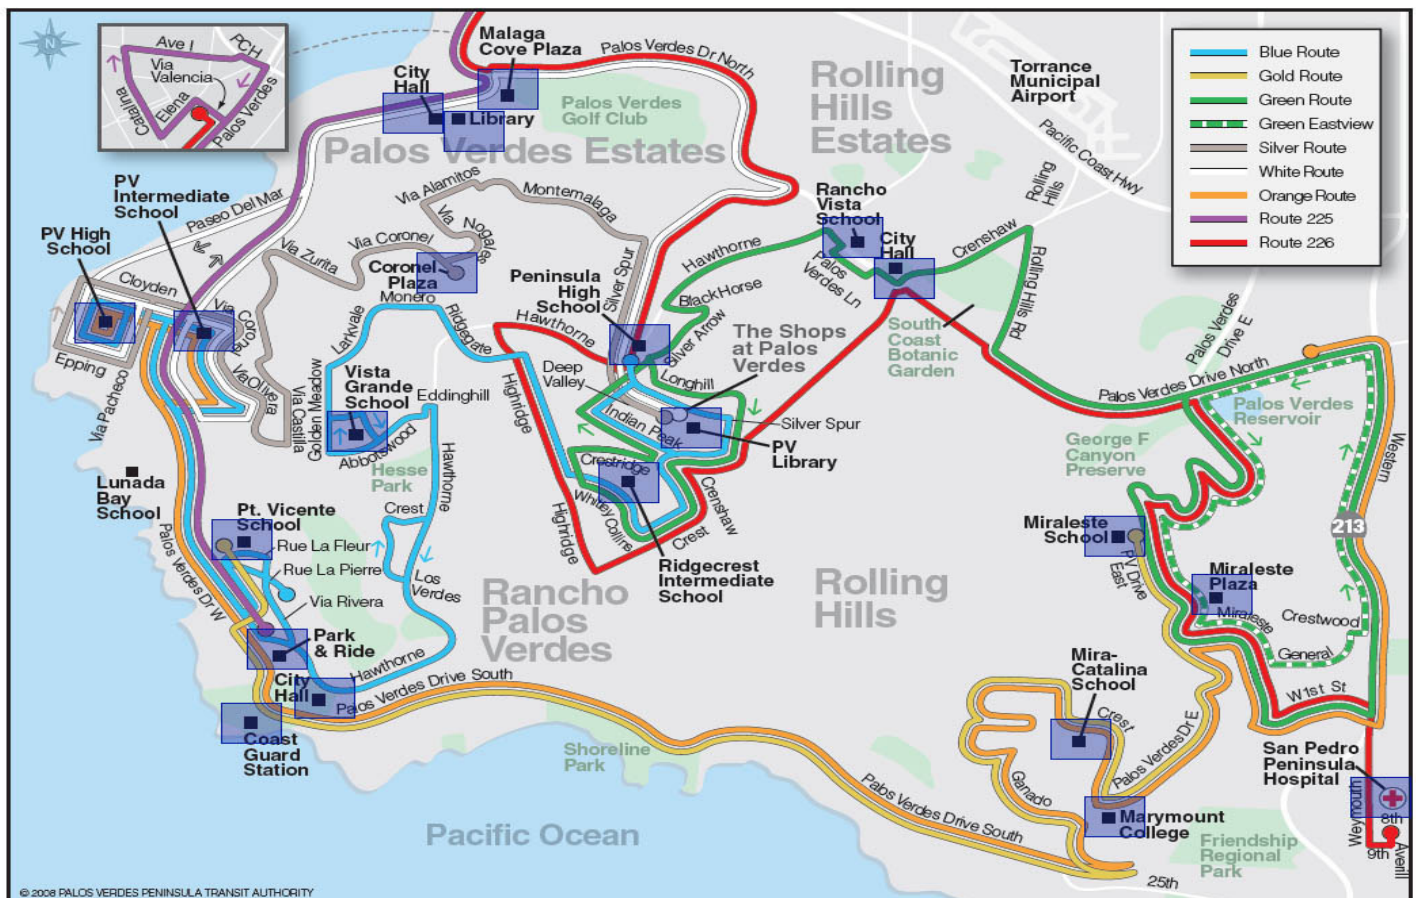 Ave I
PCH
Via
Valencia
Catalina
Elena
Palos Verdes
Malaga
Cove Plaza
City
Hall
Library
Palos Verdes Dr North
Palos Verdes
Golf Club
Palos Verdes Estates
Rolling
Hills
Estates
Torrance
Municipal
Airport
Pacific Coast Hwy
Rolling
Hills
Blue Route
Gold Route
Green Route
Green Eastview
Silver Route
White Route
Orange Route
Route 225
Route 226
PV
Intermediate
School
PV High
School
Paseo Del Mar
Cloyden
Epping
Via Pacheco
Via
Coronel
Via Olivera
Via Castilla
Via Zurita
Via Coronel
Via Alamitos
Via
Nogales
Montemalaga
Silver Spur
Coronel
Plaza
Monero
Larkvale
Ridgegate
Golden Meadow
Vista
Grande
School
Abbotswood
Eddinghill
Hesse
Park
Hawthorne
Crest
Los
Verdes
Hawthorne
Peninsula
High
School
Hawthorne
Highridge
Highridge
Deep
Valley
Indian Peak
Crestridge
Whitley Collins
Crest
Crenshaw
Longhill
Silver Arrow
Black Horse
Hawthorne
The Shops
at Palos
Verdes
Silver Spur
PV
Library
Ridgecrest
Intermediate
School
Rancho
Vista
School
City
Hall
Palos
Verdes Ln
Crenshaw
Rolling Hills Rd
South
Coast
Botanic
Garden
Palos Verdes
Drive E
Palos Verdes Drive North
Palos Verdes
Reservoir
George F
Canyon
Preserve
Western
213
Miraleste
School
PV Drive
East
Miraleste
Plaza
Miraleste
Crestwood
General
W 1st St
Lunada
Bay
School
Pt. Vicente
School
Rue La Fleur
Rue La Pierre
Via Rivera
Palos Verdes Dr W
Park
& Ride
City
Hall
Coast
Guard
Station
Palos Verdes Drive South
Rancho
Palos
Verdes
Rolling
Hills
Shoreline
Park
Palos Verdes Drive South
Mira-
Catalina
School
Crest
Ganado
Palos Verdes Dr E
Marymount
College
Friendship
Regional
Park
25th
San Pedro
Peninsula
Hospital
Weymouth
8th
9th
Averill
Pacific Ocean
N
© 2008 PALOS VERDES PENINSULA TRANSIT AUTHORITY